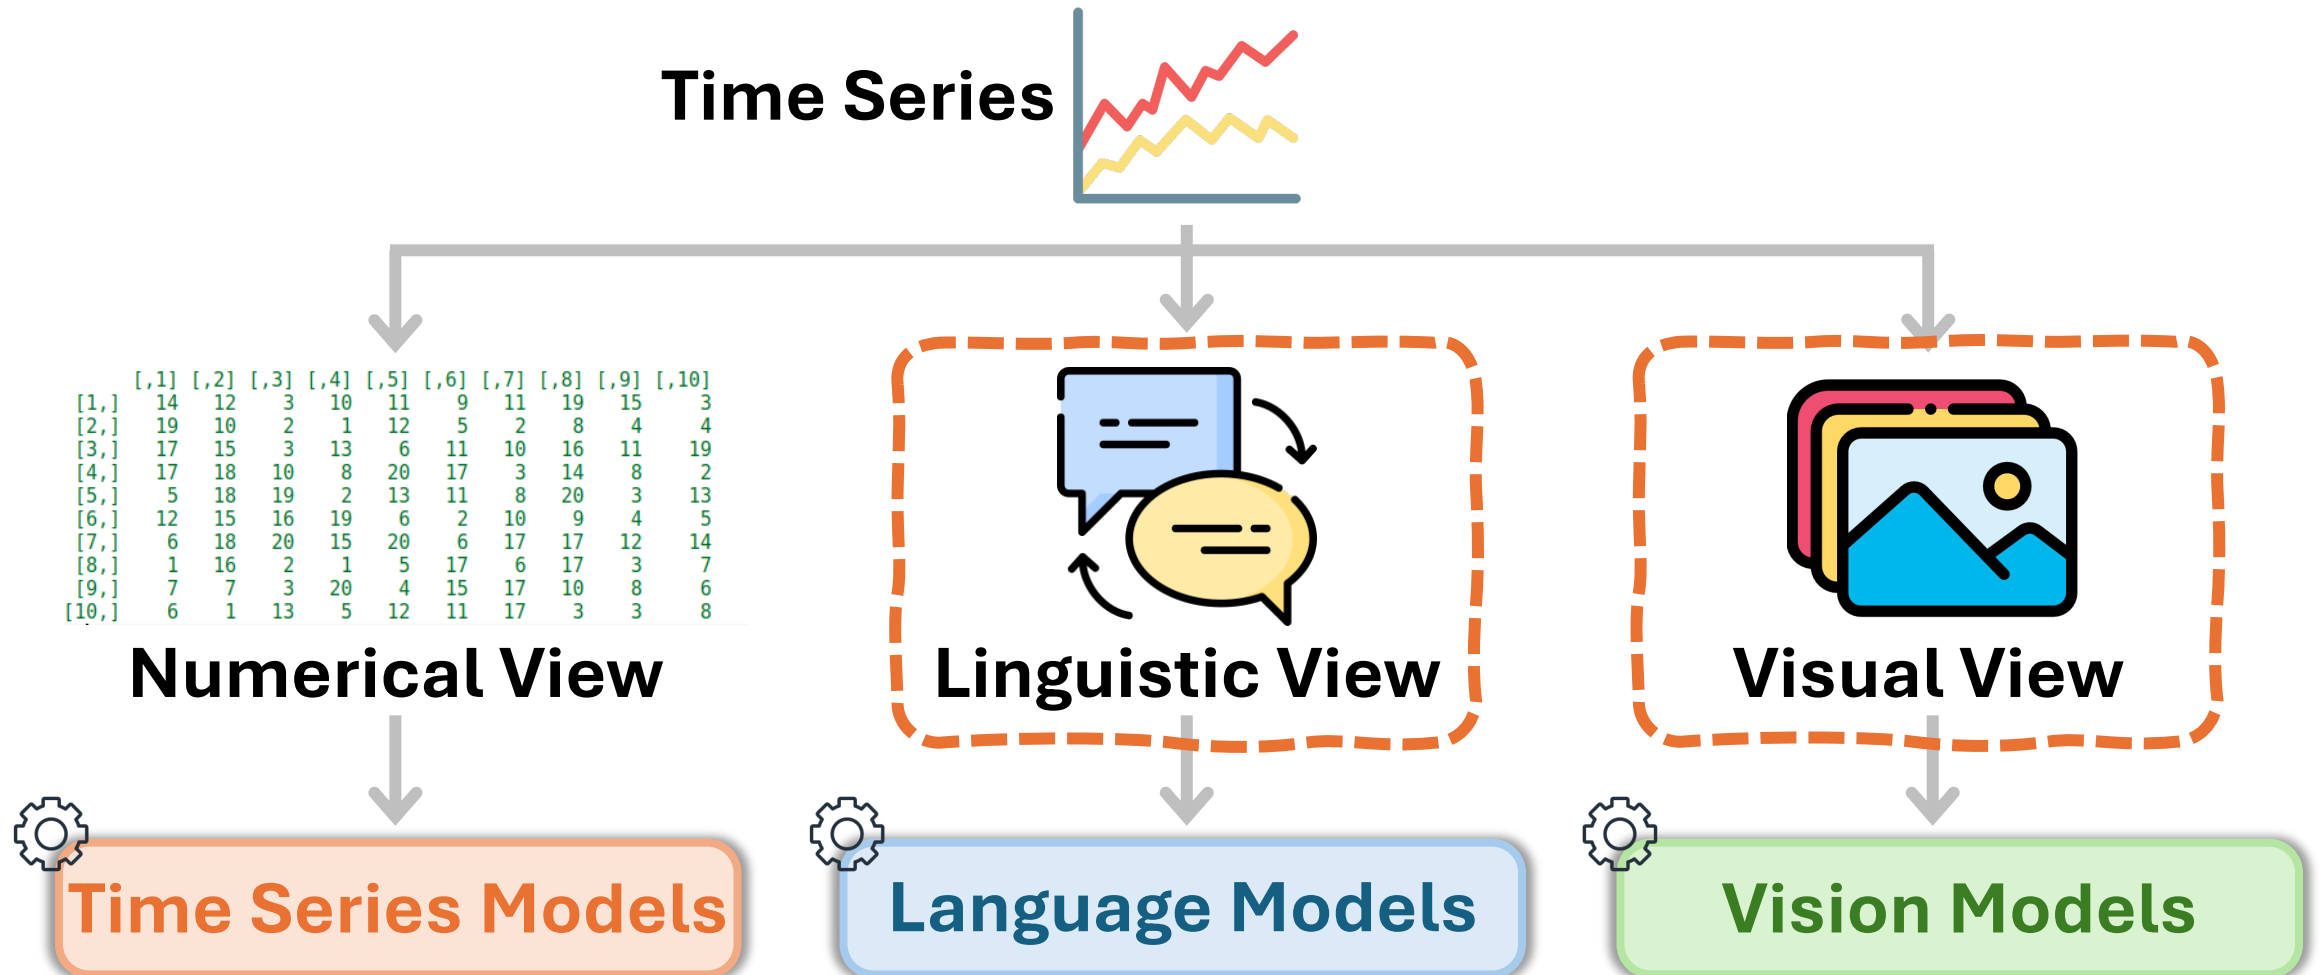 Time Series
[,1] [,2] [,3] [,4] [,5] [,6] [,7] [,8] [,9] [,10]
[1,] 14 12 3 10 11 9 11 19 15 3
[2,] 19 10 2 1 12 5 2 8 4 4
[3,] 17 15 3 13 6 11 10 16 11 19
[4,] 17 18 10 8 20 17 3 14 8 2
[5,] 5 18 19 2 13 11 8 20 3 13
[6,] 12 15 16 19 6 2 10 9 4 5
[7,] 6 18 20 15 20 6 17 17 12 14
[8,] 1 16 2 1 5 17 6 17 3 7
[9,] 7 7 3 20 4 15 17 10 8 6
[10,] 6 1 13 5 12 11 17 3 3 8
Numerical View
Linguistic View
Visual View
Time Series Models
Language Models
Vision Models